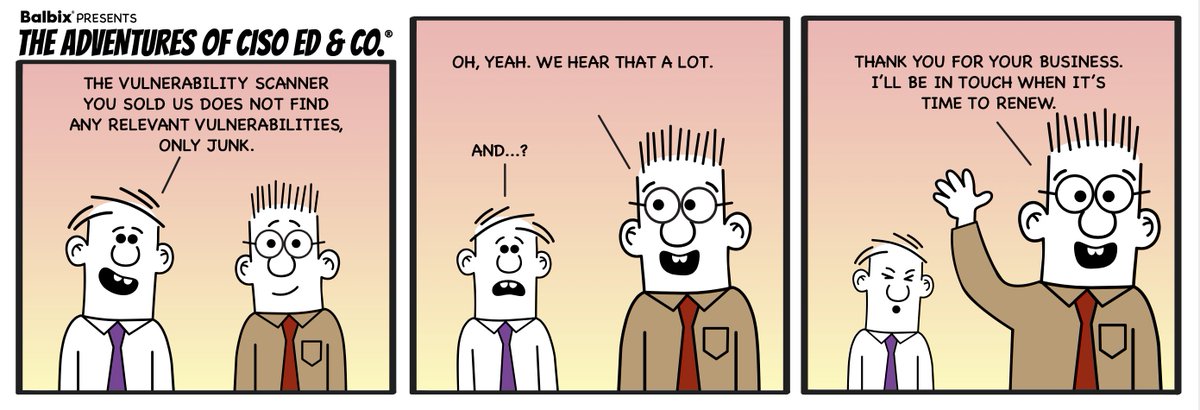 Balbix® PRESENTS
THE ADVENTURES OF CISO ED & CO.®
THE VULNERABILITY SCANNER
YOU SOLD US DOES NOT FIND
ANY RELEVANT VULNERABILITIES,
ONLY JUNK.
OH, YEAH. WE HEAR THAT A LOT.
AND...?
THANK YOU FOR YOUR BUSINESS.
I'LL BE IN TOUCH WHEN IT'S
TIME TO RENEW.